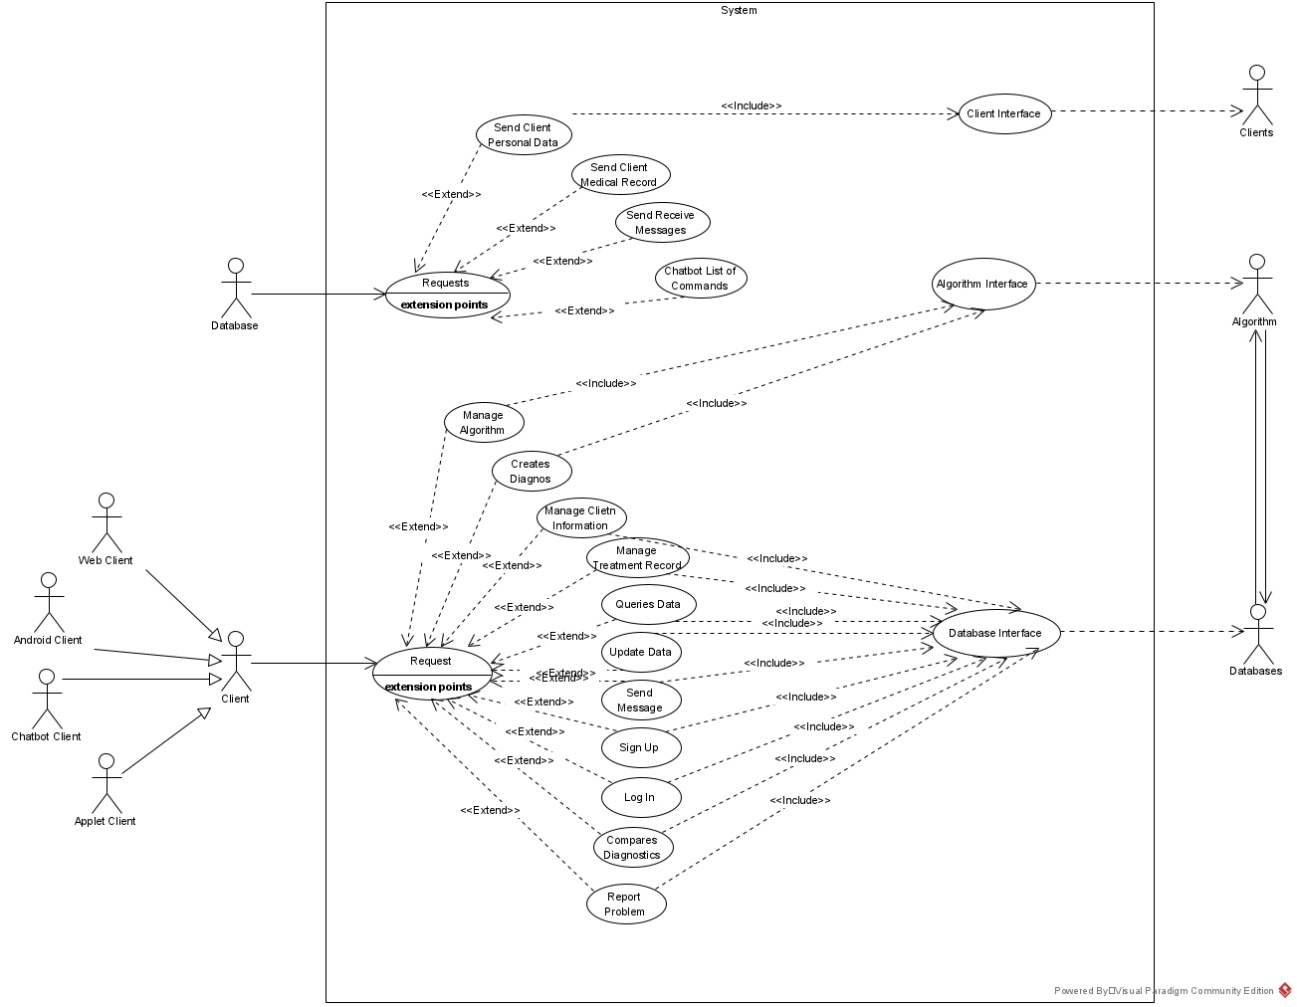 System
<<Include>>
Client Interface
Clients
Send Client
Personal Data
Send Client
Medical Record
<<Extend>>
Send Receive
Messages
<<Extend>>
<<Extend>>
Chatbot List of
Commands
Requests
extension points
<<Extend>>
Database
Algorithm Interface
Algorithm
<<Include>>
<<Include>>
Manage
Algorithm
Creates
Diagnos
Manage Clietn
Information
<<Extend>>
<<Extend>>
<<Extend>>
Manage
Treatment Record
<<Include>>
<<Include>>
Web Client
<<Extend>>
Queries Data
<<Include>>
<<Include>>
Android Client
<<Extend>>
Database Interface
Update Data
Request
extension points
<<Extend>>
<<Extend>>
<<Include>>
Databases
Client
Send
Message
<<Extend>>
<<Include>>
Chatbot Client
<<Extend>>
Sign Up
<<Include>>
<<Extend>>
<<Include>>
Log In
<<Include>>
<<Extend>>
Applet Client
Compares
Diagnostics
Report
Problem
Powered By Visual Paradigm Community Edition